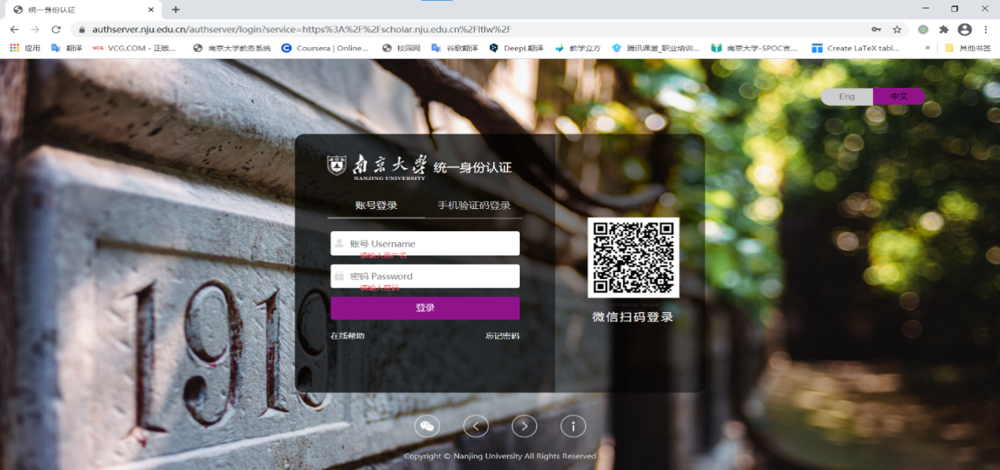 统一身份认证
authserver.nju.edu.cn/authserver/login?service=https%3A%2F%2Fscholar.nju.edu.cn%2Fltlw%2F
应用 翻译 VCG VCG.COM - 正版... 南京大学教务系统 Coursera | Online... 校园网 谷歌翻译 DeepL翻译 教学立方 腾讯课堂_职业培训... 南京大学-SPOC官... Create LaTeX tabl... » 其他书签
Eng 中文
南京大学 统一身份认证
NANJING UNIVERSITY
账号登录 手机验证码登录
账号 Username
请输入用户名
密码 Password
请输入密码
登录
在线帮助 忘记密码
微信扫码登录
1919
Copyright © Nanjing University All Rights Reserved